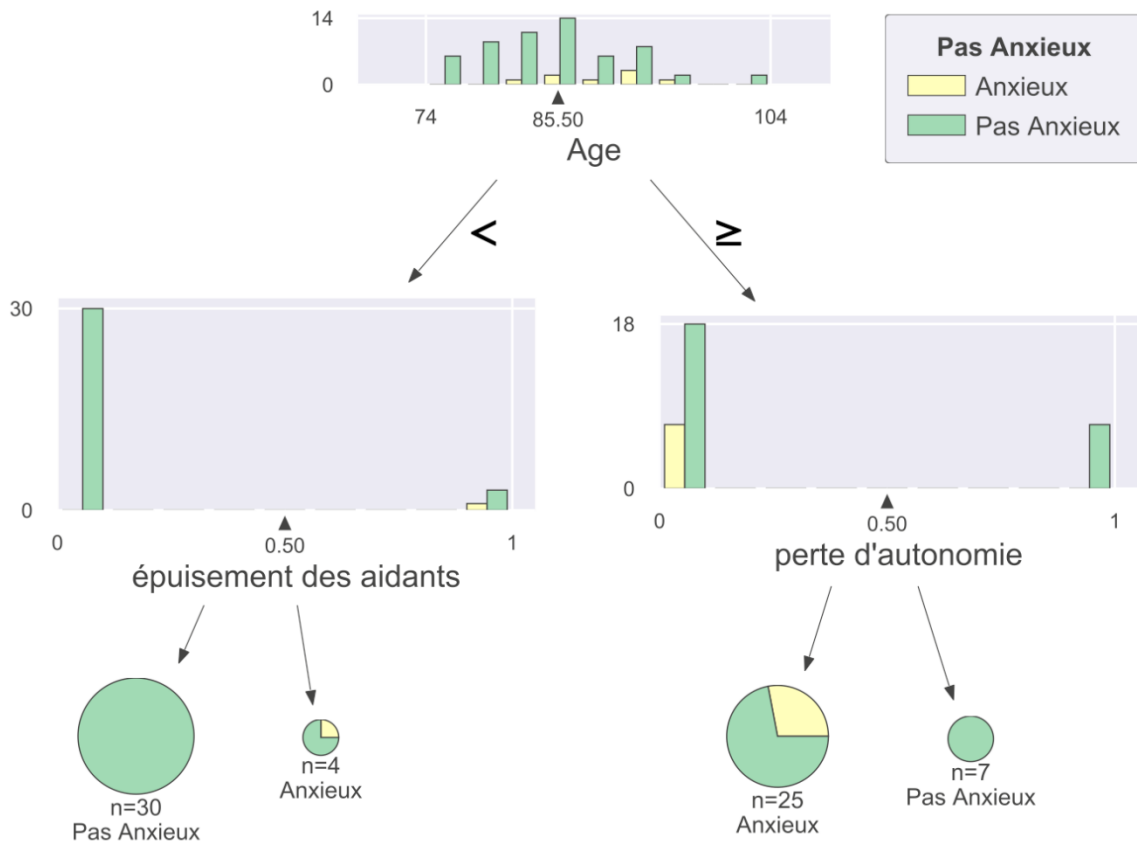 14
0
74
85.50
104
Age
Pas Anxieux
Anxieux
Pas Anxieux
<
≥
30
0
0
0.50
1
épuisement des aidants
18
0
0
0.50
1
perte d'autonomie
n=30
Pas Anxieux
n=4
Anxieux
n=25
Anxieux
n=7
Pas Anxieux